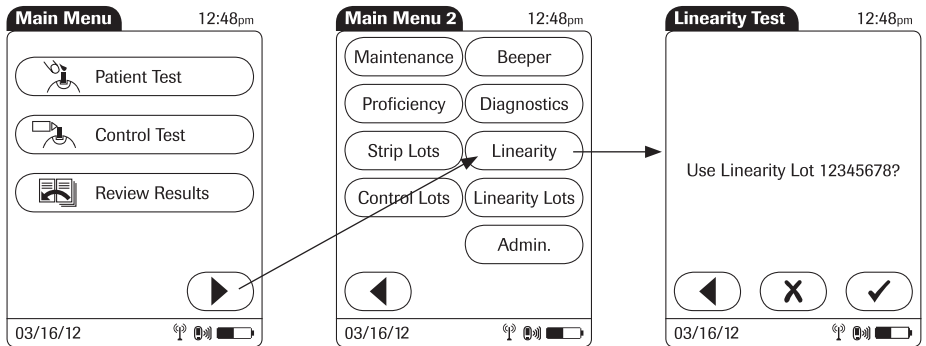 Main Menu 12:48pm
Patient Test
Control Test
Review Results
03/16/12
Main Menu 2 12:48pm
Maintenance Beeper
Proficiency Diagnostics
Strip Lots Linearity
Control Lots Linearity Lots
Admin.
03/16/12
Linearity Test 12:48pm
Use Linearity Lot 12345678?
03/16/12